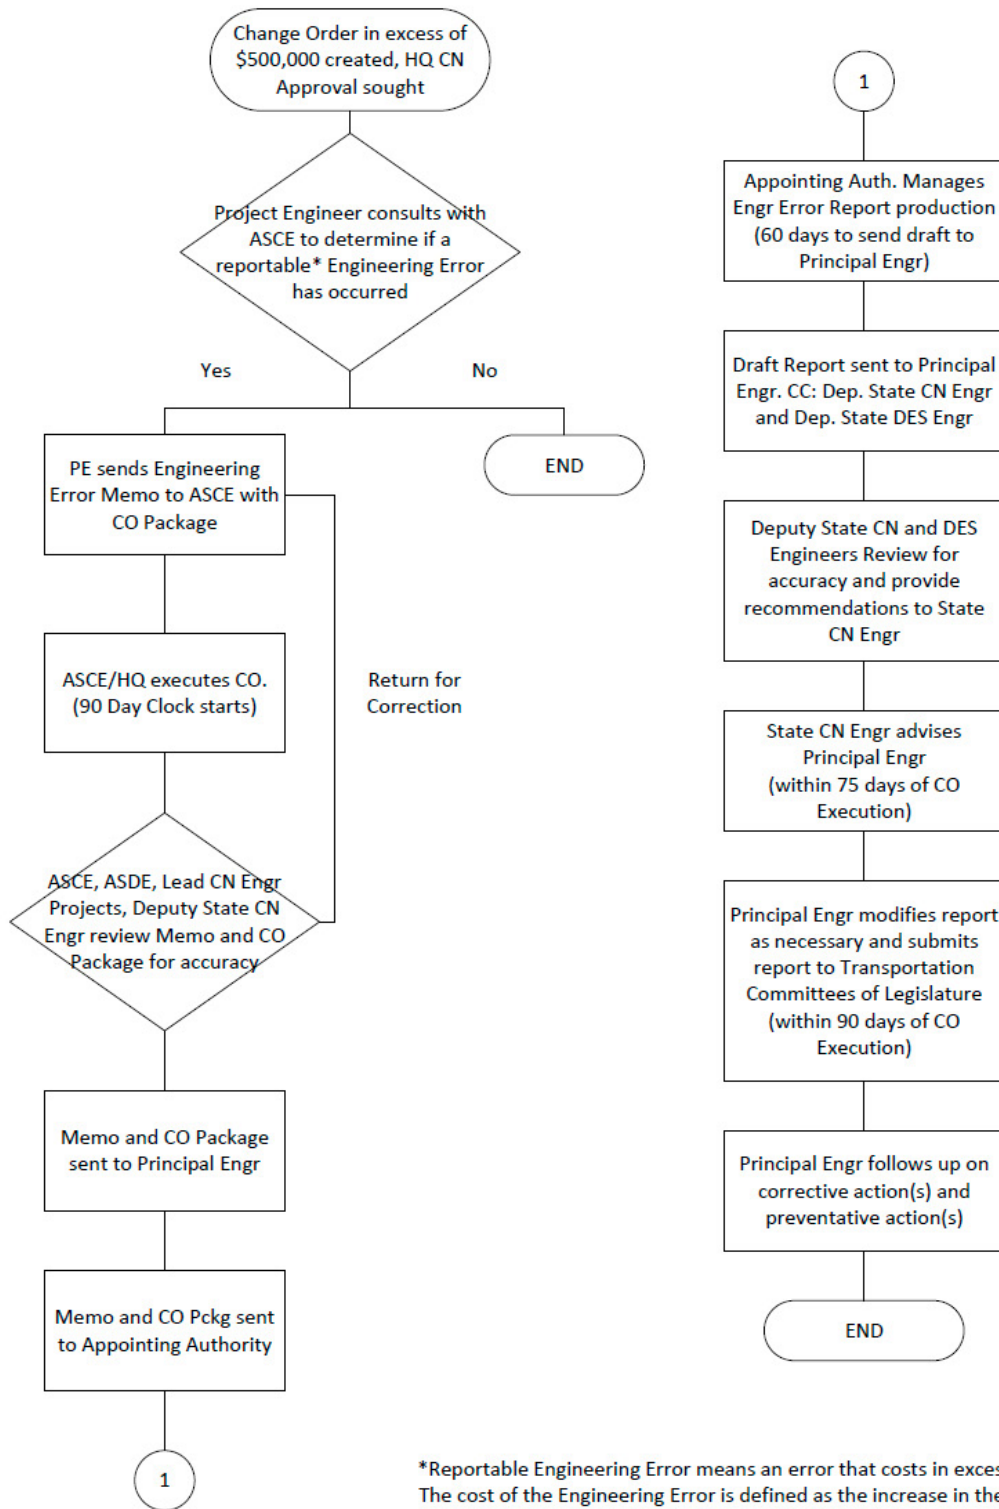 Change Order in excess of
$500,000 created, HQ CN
Approval sought
Project Engineer consults with
ASCE to determine if a
reportable* Engineering Error
has occurred
Yes
No
PE sends Engineering
Error Memo to ASCE with
CO Package
END
ASCE/HQ executes CO.
(90 Day Clock starts)
Return for
Correction
ASCE, ASDE, Lead CN Engr
Projects, Deputy State CN
Engr review Memo and CO
Package for accuracy
Memo and CO Package
sent to Principal Engr
Memo and CO Pckg sent
to Appointing Authority
1
1
Appointing Auth. Manages
Engr Error Report production
(60 days to send draft to
Principal Engr)
Draft Report sent to Principal
Engr. CC: Dep. State CN Engr
and Dep. State DES Engr
Deputy State CN and DES
Engineers Review for
accuracy and provide
recommendations to State
CN Engr
State CN Engr advises
Principal Engr
(within 75 days of CO
Execution)
Principal Engr modifies report
as necessary and submits
report to Transportation
Committees of Legislature
(within 90 days of CO
Execution)
Principal Engr follows up on
corrective action(s) and
preventative action(s)
END
*Reportable Engineering Error means an error that costs in exces
The cost of the Engineering Error is defined as the increase in the